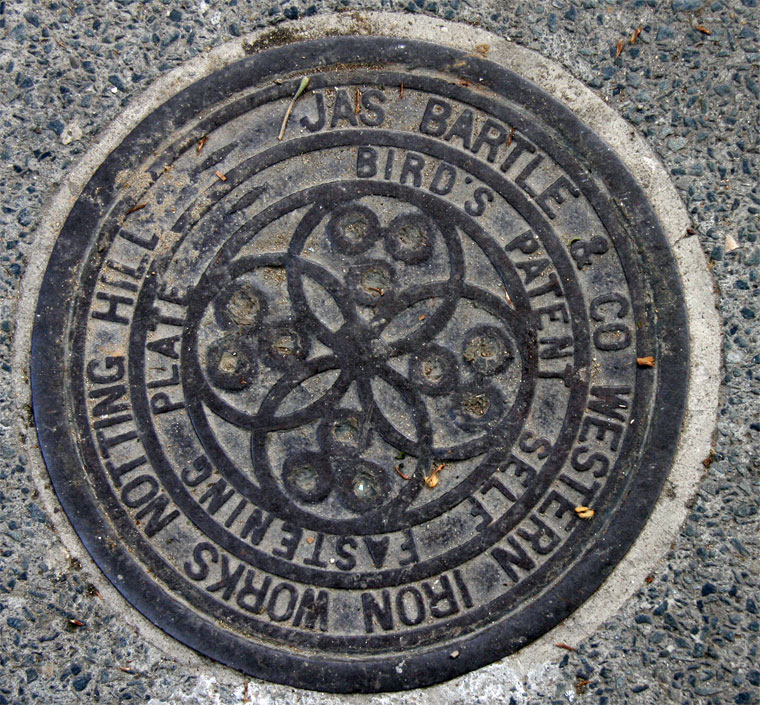 JAS BARTLE & CO WESTERN IRON WORKS NOTTING HILL
BIRD'S PATENT SELF FASTENING PLATE